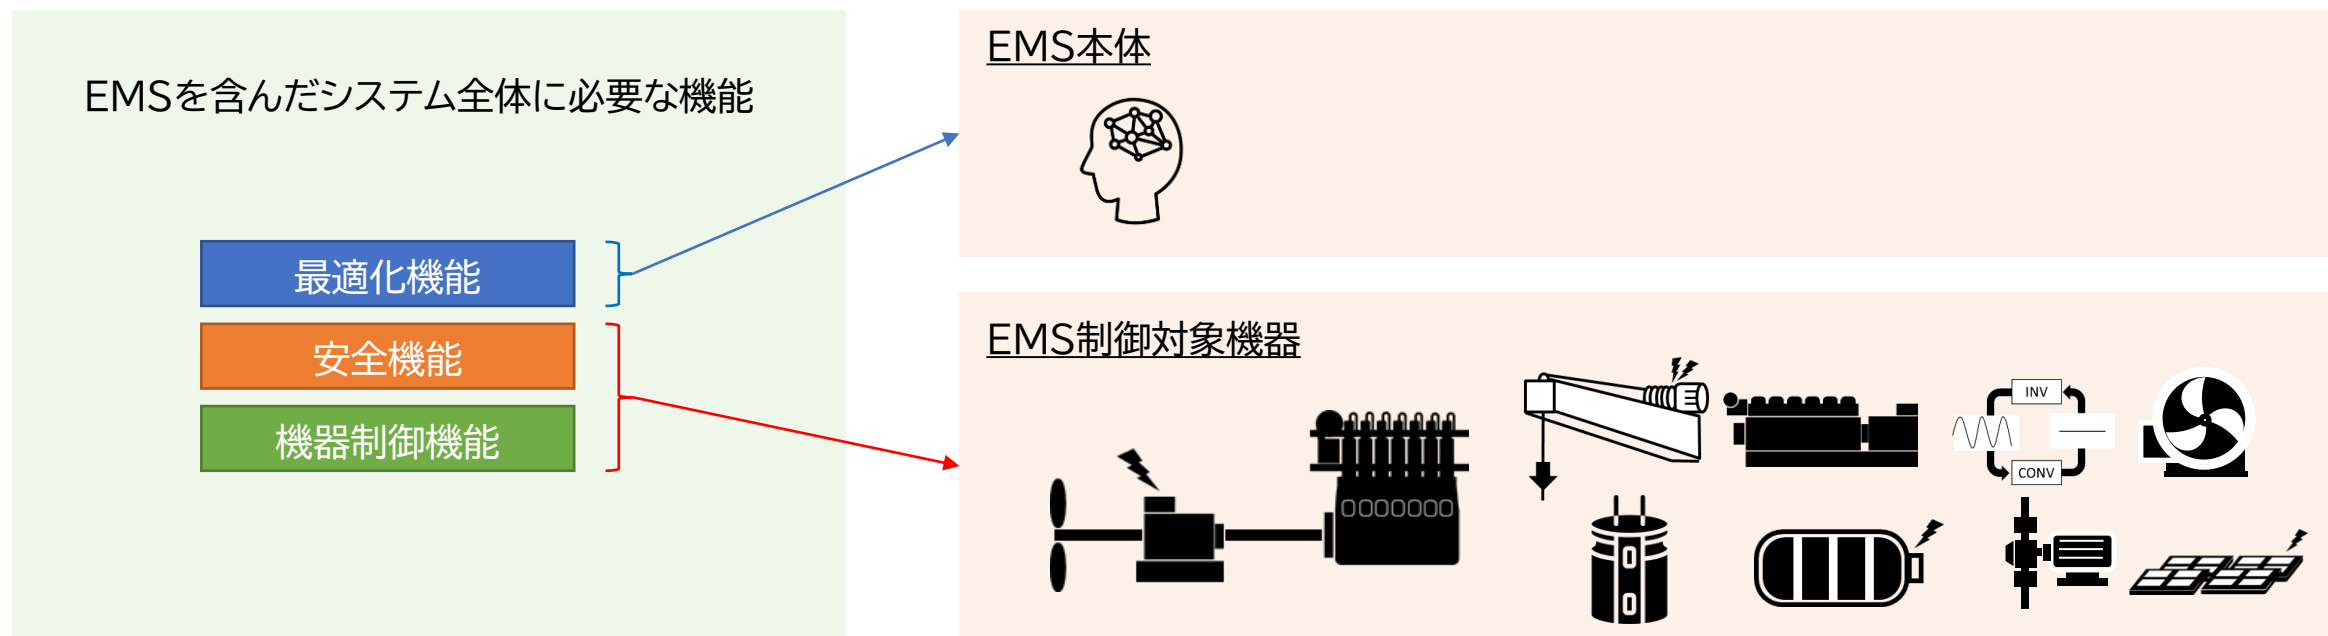 EMSを含んだシステム全体に必要な機能
最適化機能
安全機能
機器制御機能
EMS本体
EMS制御対象機器
INV
CONV